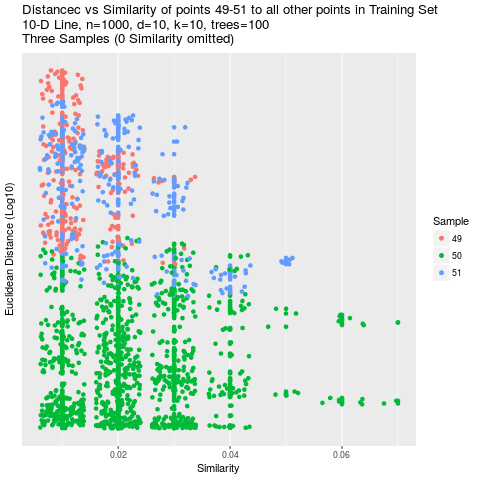 Distancec vs Similarity of points 49-51 to all other points in Training Set
10-D Line, n=1000, d=10, k=10, trees=100
Three Samples (0 Similarity omitted)
Euclidean Distance (Log10)
Sample
49
50
51
0.02
0.04
0.06
Similarity